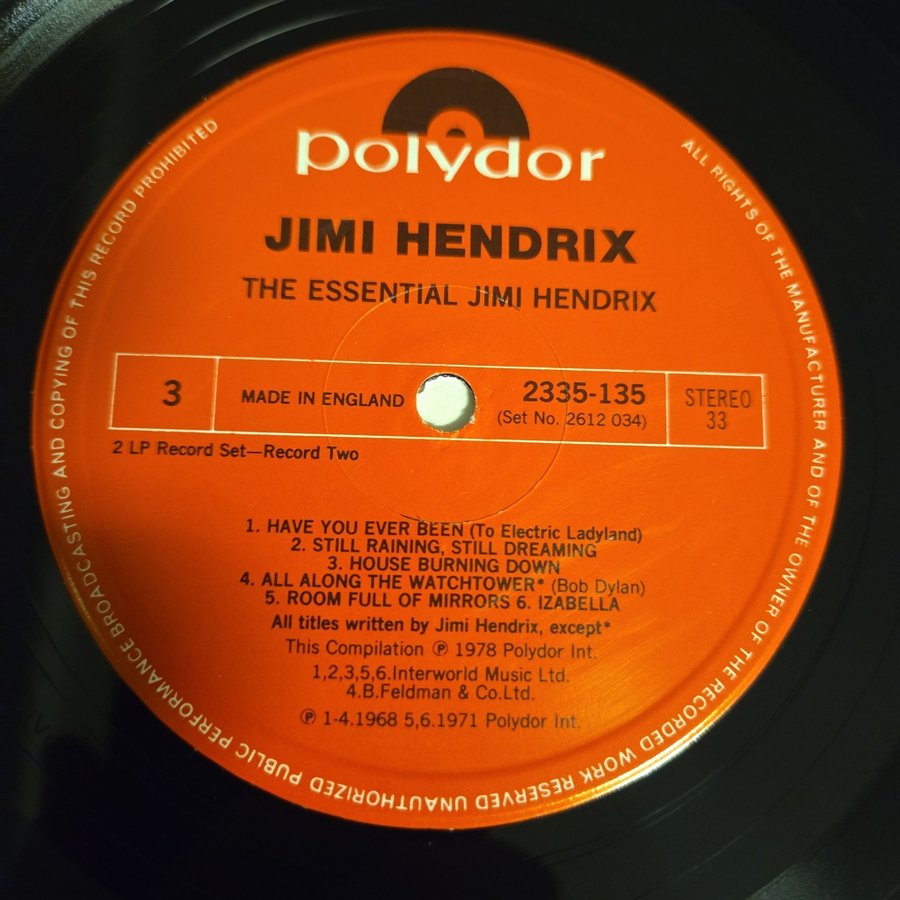 polydor
JIMI HENDRIX
THE ESSENTIAL JIMI HENDRIX
3
MADE IN ENGLAND
2335-135
(Set No. 2612 034)
STEREO
33
2 LP Record Set—Record Two
1. HAVE YOU EVER BEEN (To Electric Ladyland)
2. STILL RAINING, STILL DREAMING
3. HOUSE BURNING DOWN
4. ALL ALONG THE WATCHTOWER* (Bob Dylan)
5. ROOM FULL OF MIRRORS 6. IZABELLA
All titles written by Jimi Hendrix, except*
This Compilation ℗ 1978 Polydor Int.
1,2,3,5,6.Interworld Music Ltd.
4.B.Feldman & Co.Ltd.
℗ 1-4.1968 5,6.1971 Polydor Int.
ALL RIGHTS OF THE MANUFACTURER AND OF THE OWNER OF THE RECORDED WORK RESERVED UNAUTHORIZED PUBLIC PERFORMANCE BROADCASTING AND COPYING OF THIS RECORD PROHIBITED